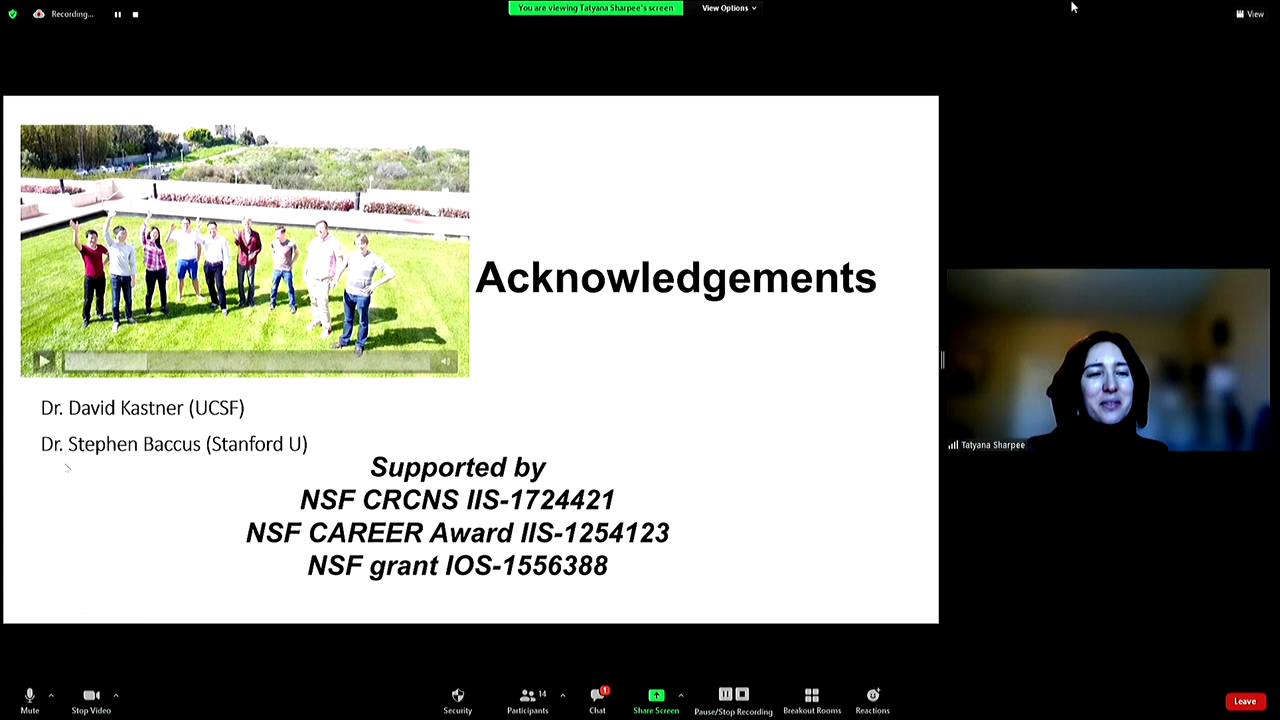 Recording...
You are viewing Tatyana Sharpee's screen
View Options
View
Acknowledgements
Dr. David Kastner (UCSF)
Dr. Stephen Baccus (Stanford U)
Supported by
NSF CRCNS IIS-1724421
NSF CAREER Award IIS-1254123
NSF grant IOS-1556388
Tatyana Sharpee
Mute
Stop Video
Security
14
Participants
1
Chat
Share Screen
Pause/Stop Recording
Breakout Rooms
Reactions
Leave